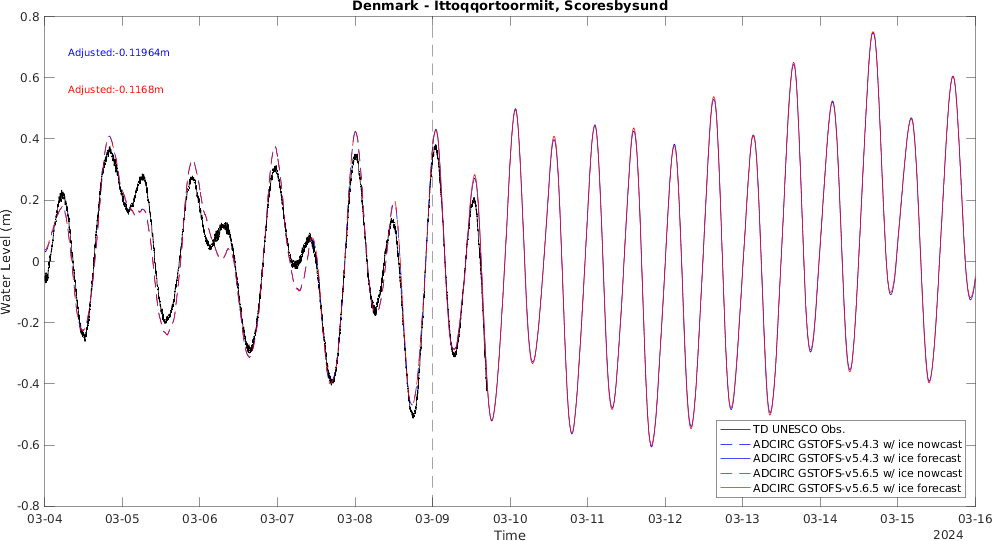 Denmark - Ittoqqortoormiit, Scoresbysund
Adjusted:-0.11964m
Adjusted:-0.1168m
Water Level (m)
0.8
0.6
0.4
0.2
0
-0.2
-0.4
-0.6
-0.8
TD UNESCO Obs.
ADCIRC GSTOFS-v5.4.3 w/ ice nowcast
ADCIRC GSTOFS-v5.4.3 w/ ice forecast
ADCIRC GSTOFS-v5.6.5 w/ ice nowcast
ADCIRC GSTOFS-v5.6.5 w/ ice forecast
03-04 03-05 03-06 03-07 03-08 03-09 03-10 03-11 03-12 03-13 03-14 03-15 03-16
Time
2024